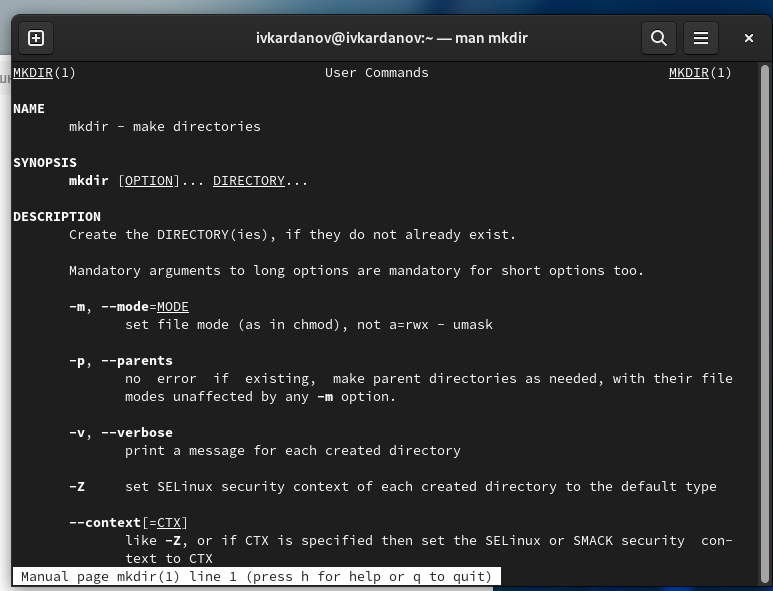 ivkardanov@ivkardanov:~ — man mkdir
MKDIR(1) User Commands MKDIR(1)
NAME
mkdir - make directories
SYNOPSIS
mkdir [OPTION]... DIRECTORY...
DESCRIPTION
Create the DIRECTORY(ies), if they do not already exist.
Mandatory arguments to long options are mandatory for short options too.
-m, --mode=MODE
set file mode (as in chmod), not a=rwx - umask
-p, --parents
no error if existing, make parent directories as needed, with their file
modes unaffected by any -m option.
-v, --verbose
print a message for each created directory
-Z set SELinux security context of each created directory to the default type
--context[=CTX]
like -Z, or if CTX is specified then set the SELinux or SMACK security con-
text to CTX
Manual page mkdir(1) line 1 (press h for help or q to quit)